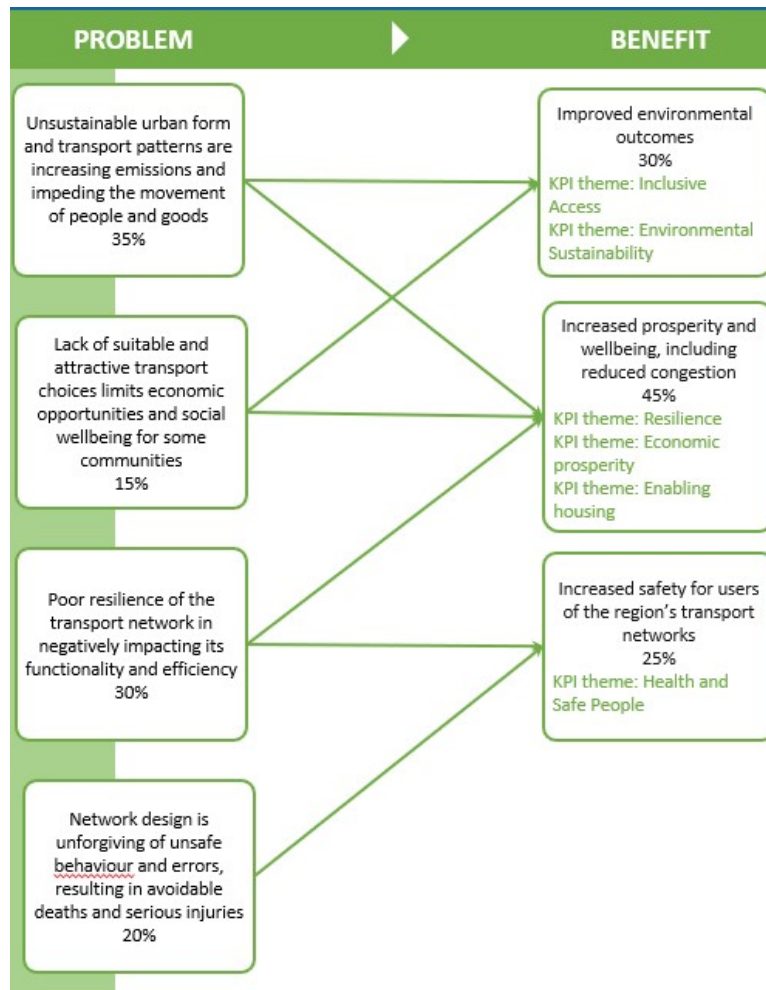 PROBLEM
BENEFIT
Unsustainable urban form
and transport patterns are
increasing emissions and
impeding the movement
of people and goods
35%
Improved environmental
outcomes
30%
KPI theme: Inclusive
Access
KPI theme: Environmental
Sustainability
Lack of suitable and
attractive transport
choices limits economic
opportunities and social
wellbeing for some
communities
15%
Increased prosperity and
wellbeing, including
reduced congestion
45%
KPI theme: Resilience
KPI theme: Economic
prosperity
KPI theme: Enabling
housing
Poor resilience of the
transport network in
negatively impacting its
functionality and efficiency
30%
Increased safety for users
of the region’s transport
networks
25%
KPI theme: Health and
Safe People
Network design is
unforgiving of unsafe
behaviour and errors,
resulting in avoidable
deaths and serious injuries
20%